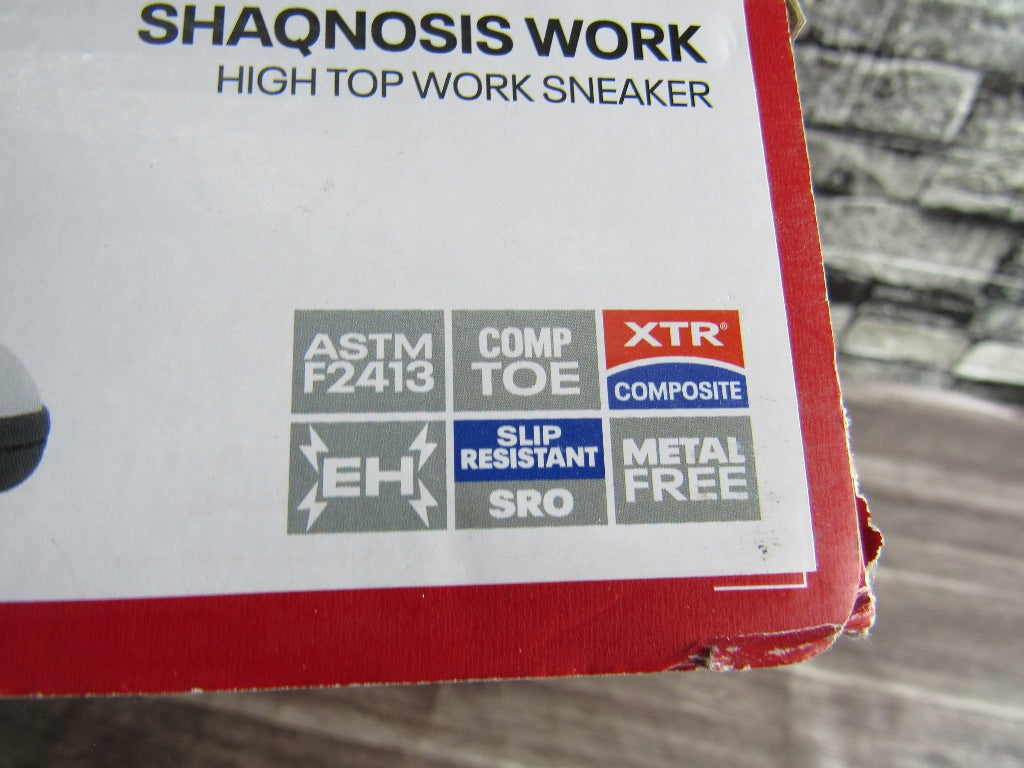 SHAQNOSIS WORK
HIGH TOP WORK SNEAKER
ASTM
F2413
COMP
TOE
XTR®
COMPOSITE
EH
SLIP
RESISTANT
SRO
METAL
FREE